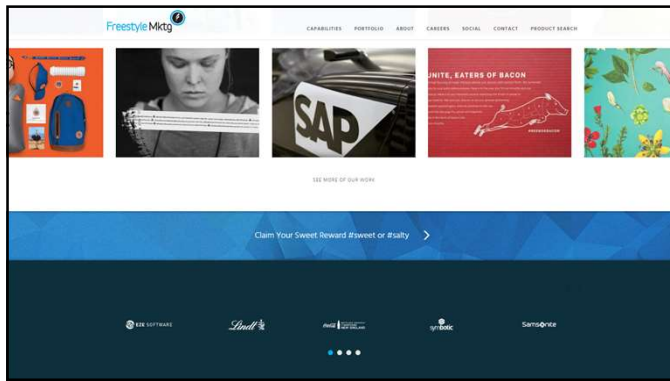 Freestyle Mktg
CAPABILITIES PORTFOLIO ABOUT CAREERS SOCIAL CONTACT PRODUCT SEARCH
SAP
UNITE, EATERS OF BACON
SEE MORE OF OUR WORK
Claim Your Sweet Reward #sweet or #salty
EZE SOFTWARE
Lindt
symbotic
Samsonite